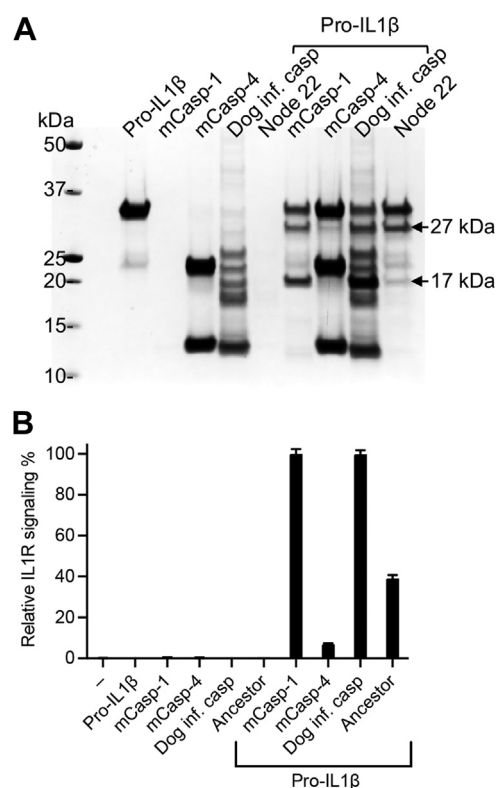 A
Pro-IL1β
kDa
Pro-IL1β
mCasp-1
mCasp-4
Dog inf. casp
Node 22
mCasp-1
mCasp-4
Dog inf. casp
Node 22
50
37
25
20
15
10
27 kDa
17 kDa
B
Relative IL1R signaling %
100
80
60
40
20
0
–
Pro-IL1β
mCasp-1
mCasp-4
Dog inf. casp
Ancestor
mCasp-1
mCasp-4
Dog inf. casp
Ancestor
Pro-IL1β